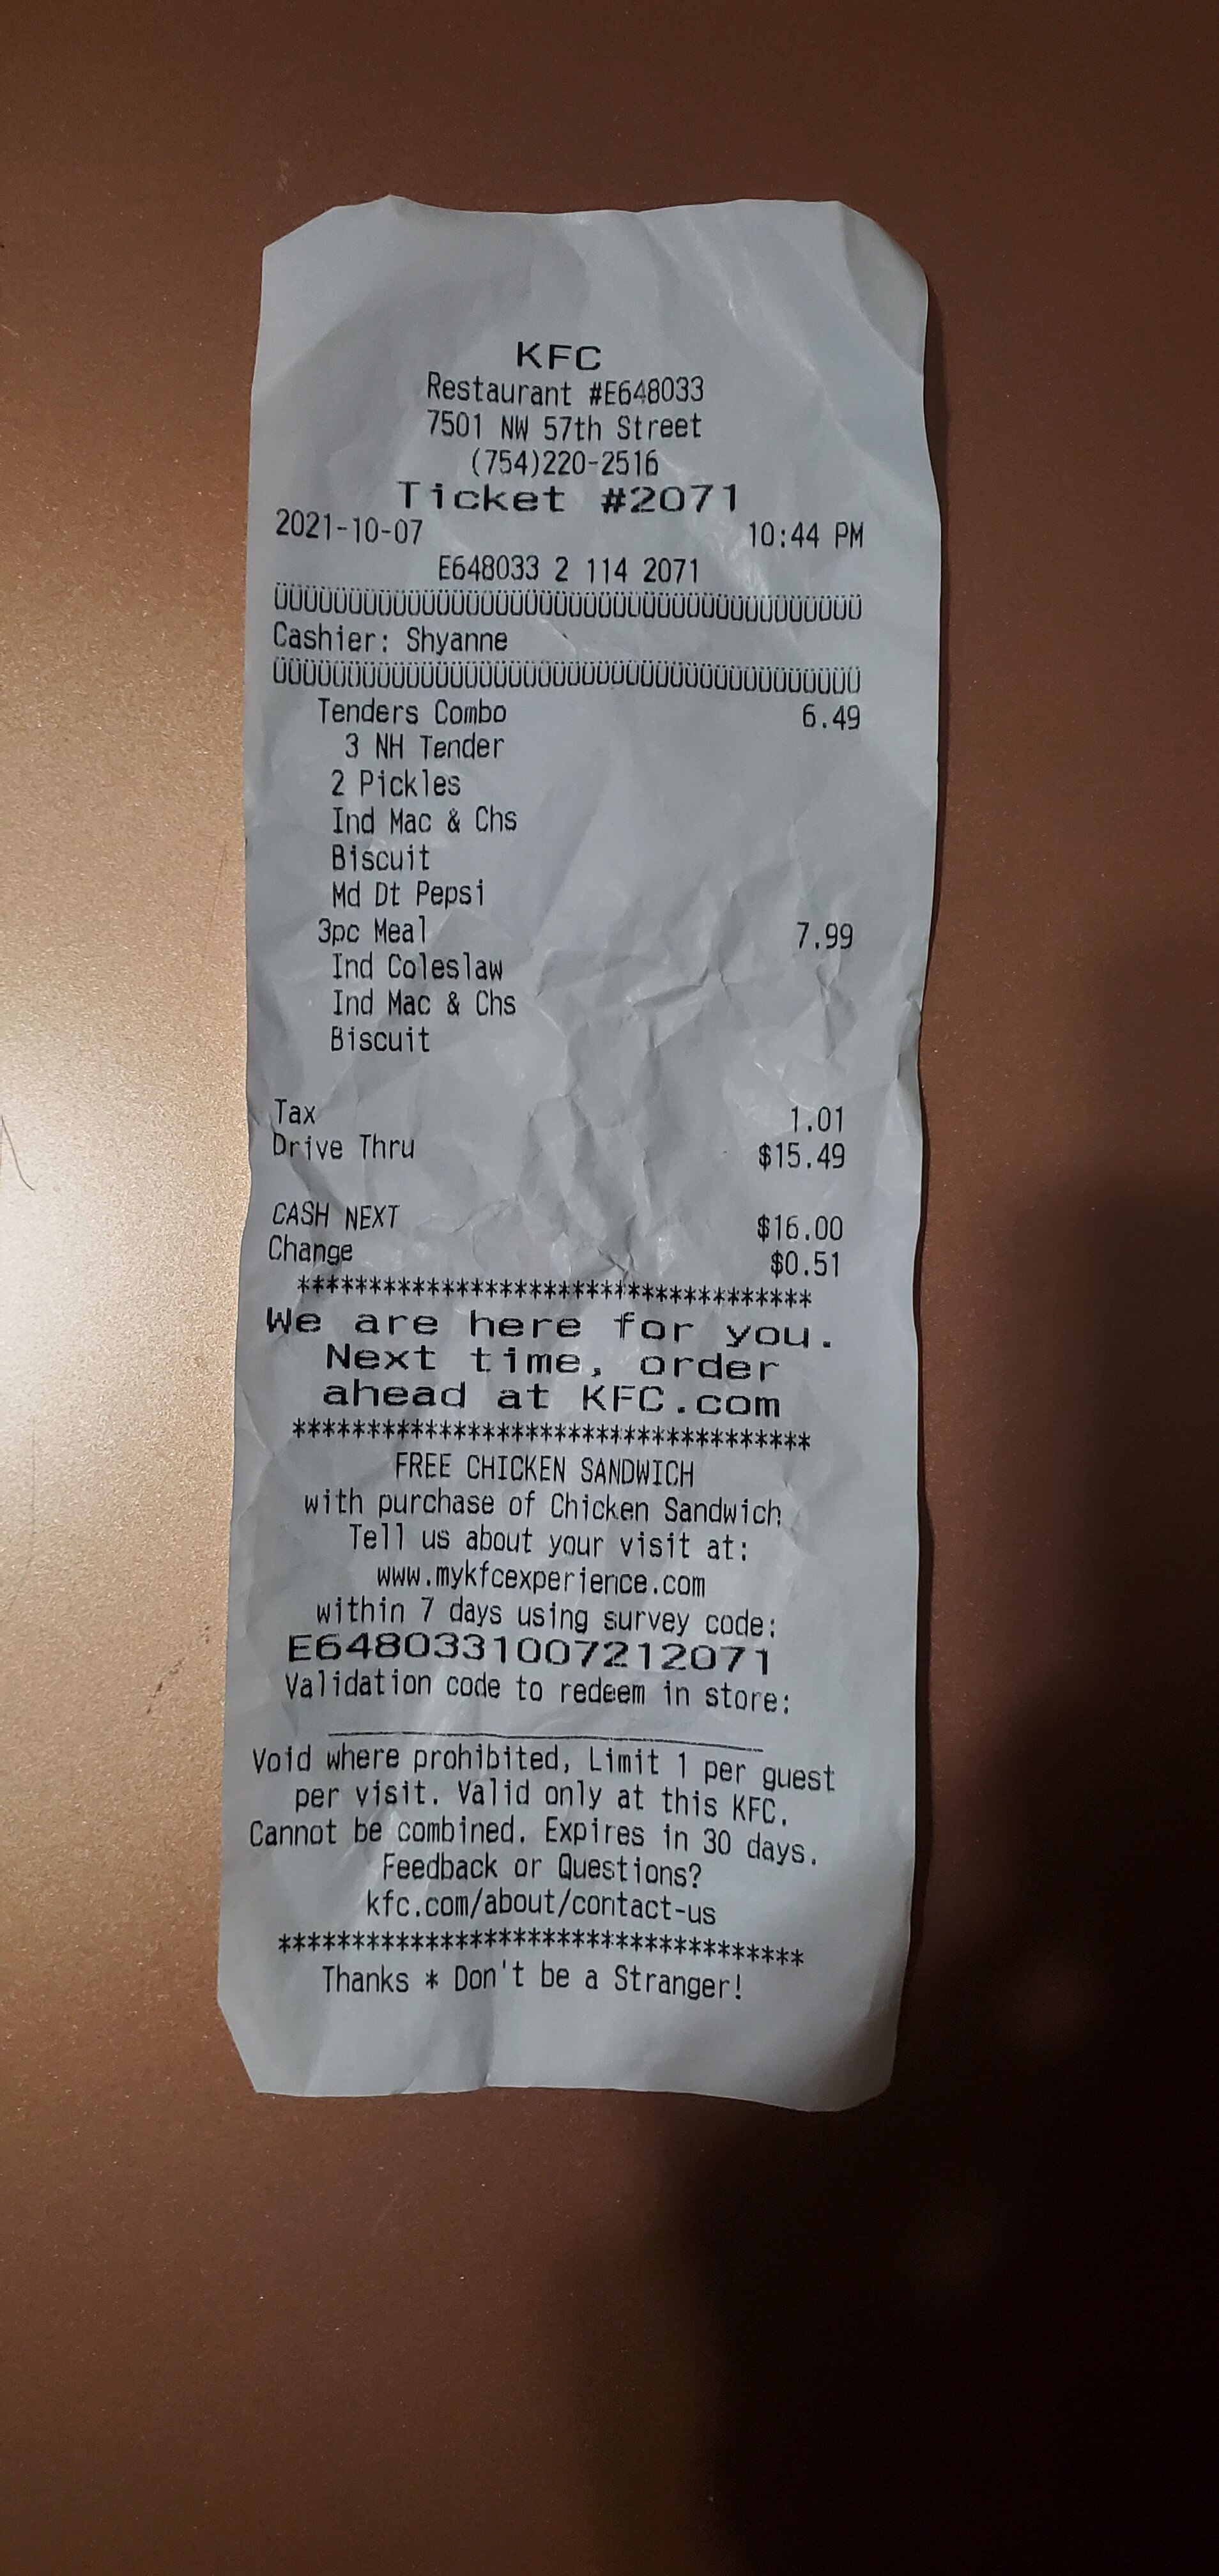 KFC
Restaurant #E648033
7501 NW 57th Street
(754)220-2516
Ticket #2071
2021-10-07 10:44 PM
E648033 2 114 2071
ÜÜÜÜÜÜÜÜÜÜÜÜÜÜÜÜÜÜÜÜÜÜÜÜÜÜÜÜÜÜÜÜÜÜÜÜÜÜÜÜ
Cashier: Shyanne
ÜÜÜÜÜÜÜÜÜÜÜÜÜÜÜÜÜÜÜÜÜÜÜÜÜÜÜÜÜÜÜÜÜÜÜÜÜÜÜÜ
Tenders Combo 6.49
3 NH Tender
2 Pickles
Ind Mac & Chs
Biscuit
Md Dt Pepsi
3pc Meal 7.99
Ind Coleslaw
Ind Mac & Chs
Biscuit
Tax 1.01
Drive Thru $15.49
CASH NEXT $16.00
Change $0.51
***********************************
We are here for you.
Next time, order
ahead at KFC.com
***********************************
FREE CHICKEN SANDWICH
with purchase of Chicken Sandwich
Tell us about your visit at:
www.mykfcexperience.com
within 7 days using survey code:
E6480331007212071
Validation code to redeem in store:
______________________________
Void where prohibited, Limit 1 per guest
per visit. Valid only at this KFC.
Cannot be combined. Expires in 30 days.
Feedback or Questions?
kfc.com/about/contact-us
***********************************
Thanks * Don't be a Stranger!